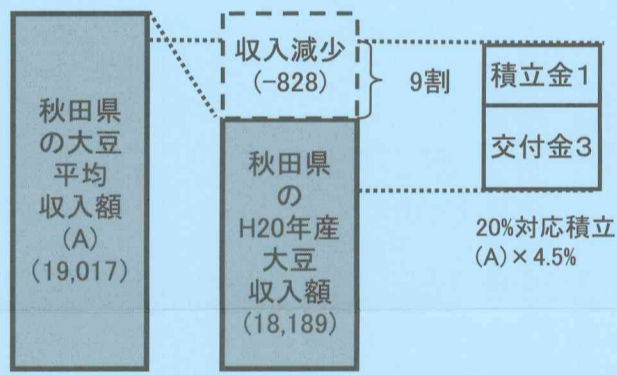 秋田県
の大豆
平均
収入額
(A)
(19,017)
収入減少
(-828)
9割
秋田県
の
H20年産
大豆
収入額
(18,189)
積立金1
交付金3
20%対応積立
(A)×4.5%